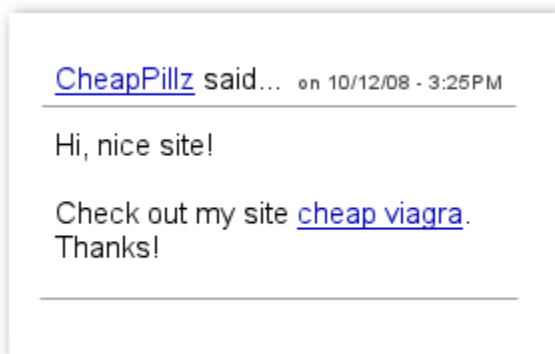 CheapPillz said... on 10/12/08 - 3:25PM
Hi, nice site!
Check out my site cheap viagra.
Thanks!